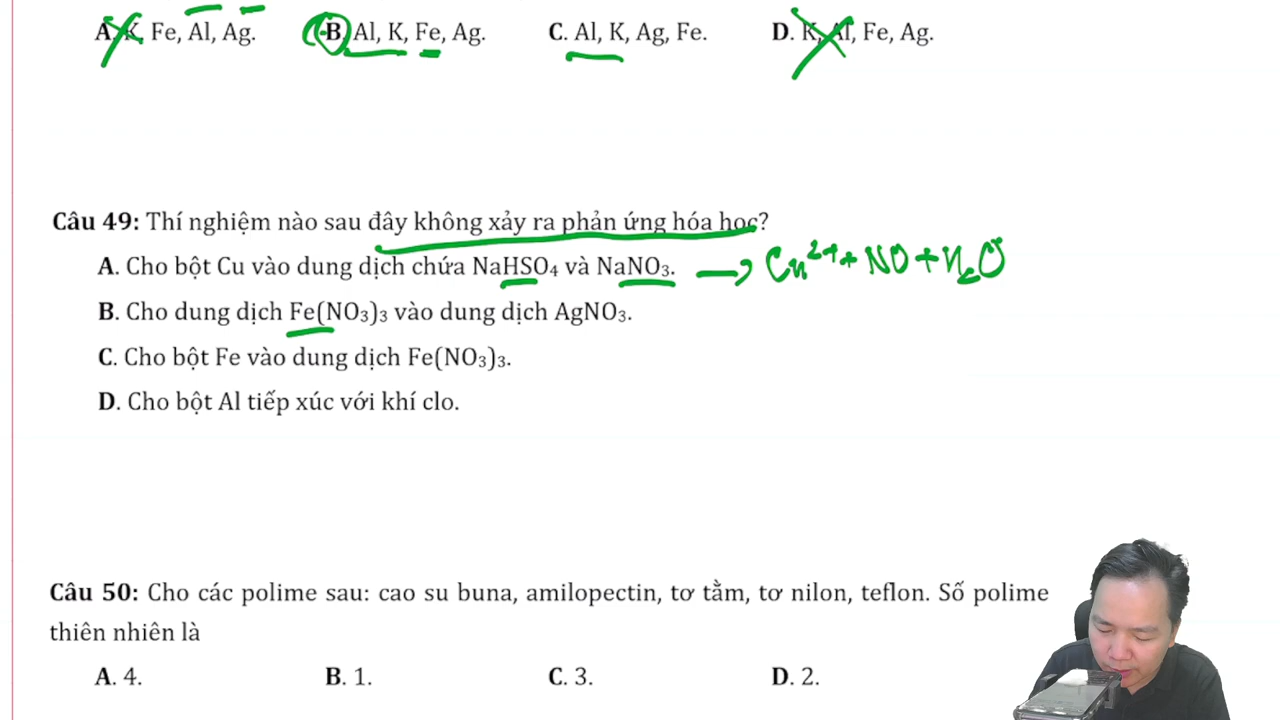 A. K, Fe, Al, Ag. B. Al, K, Fe, Ag. C. Al, K, Ag, Fe. D. K, Al, Fe, Ag.
Câu 49: Thí nghiệm nào sau đây không xảy ra phản ứng hóa học?
A. Cho bột Cu vào dung dịch chứa NaHSO₄ và NaNO₃. → Cu²⁺ + NO + H₂O
B. Cho dung dịch Fe(NO₃)₃ vào dung dịch AgNO₃.
C. Cho bột Fe vào dung dịch Fe(NO₃)₃.
D. Cho bột Al tiếp xúc với khí clo.
Câu 50: Cho các polime sau: cao su buna, amilopectin, tơ tằm, tơ nilon, teflon. Số polime
thiên nhiên là
A. 4. B. 1. C. 3. D. 2.